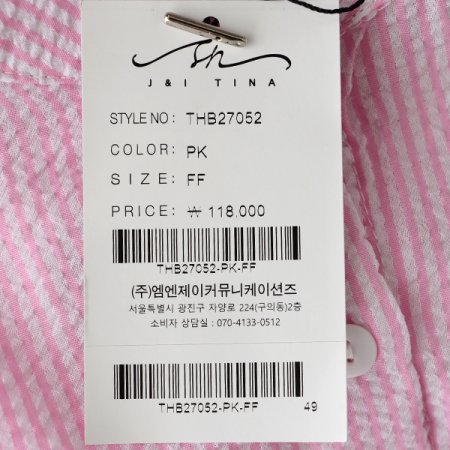 J & I TINA
STYLE NO : THB27052
COLOR: PK
SIZE: FF
PRICE: ₩ 118,000
THB27052-PK-FF
(주)엠엔제이커뮤니케이션즈
서울특별시 광진구 자양로 224(구의동)2층
소비자 상담실 : 070-4133-0512
THB27052-PK-FF 49